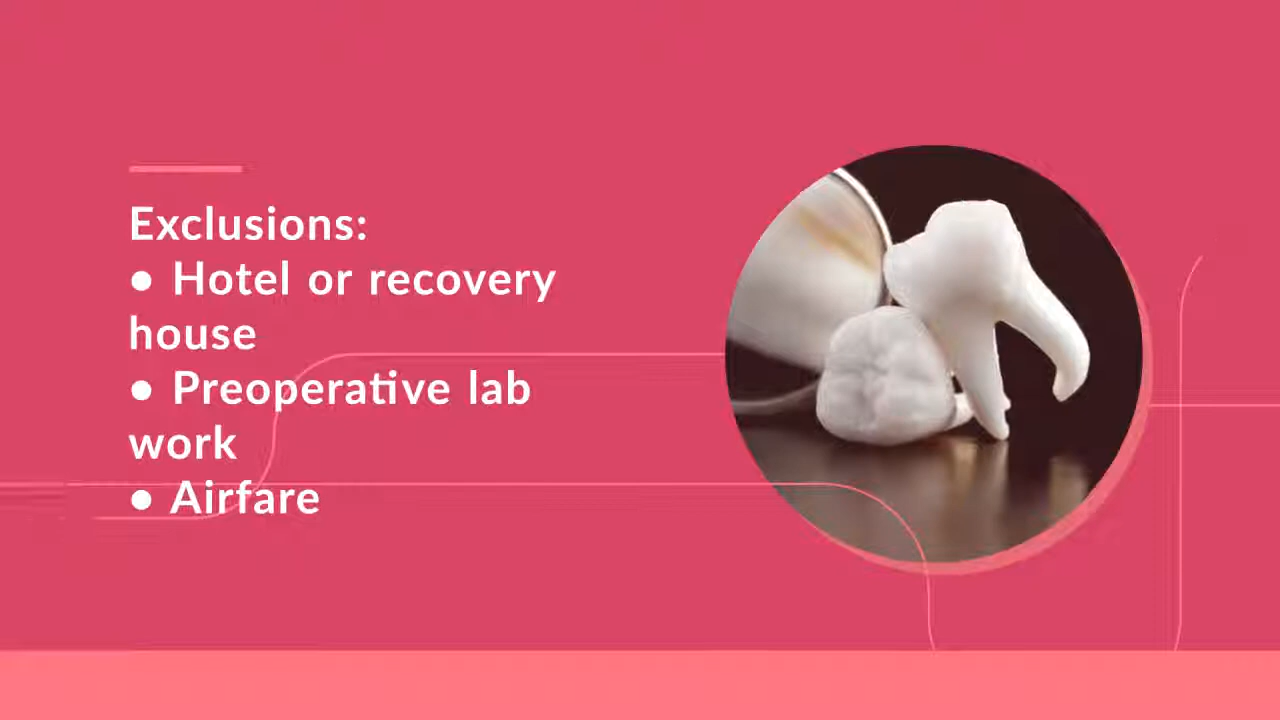 Exclusions:
● Hotel or recovery
house
● Preoperative lab
work
● Airfare